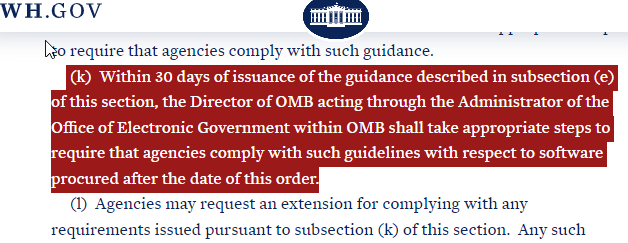 WH.GOV
to require that agencies comply with such guidance.
(k) Within 30 days of issuance of the guidance described in subsection (e)
of this section, the Director of OMB acting through the Administrator of the
Office of Electronic Government within OMB shall take appropriate steps to
require that agencies comply with such guidelines with respect to software
procured after the date of this order.
(l) Agencies may request an extension for complying with any
requirements issued pursuant to subsection (k) of this section. Any such